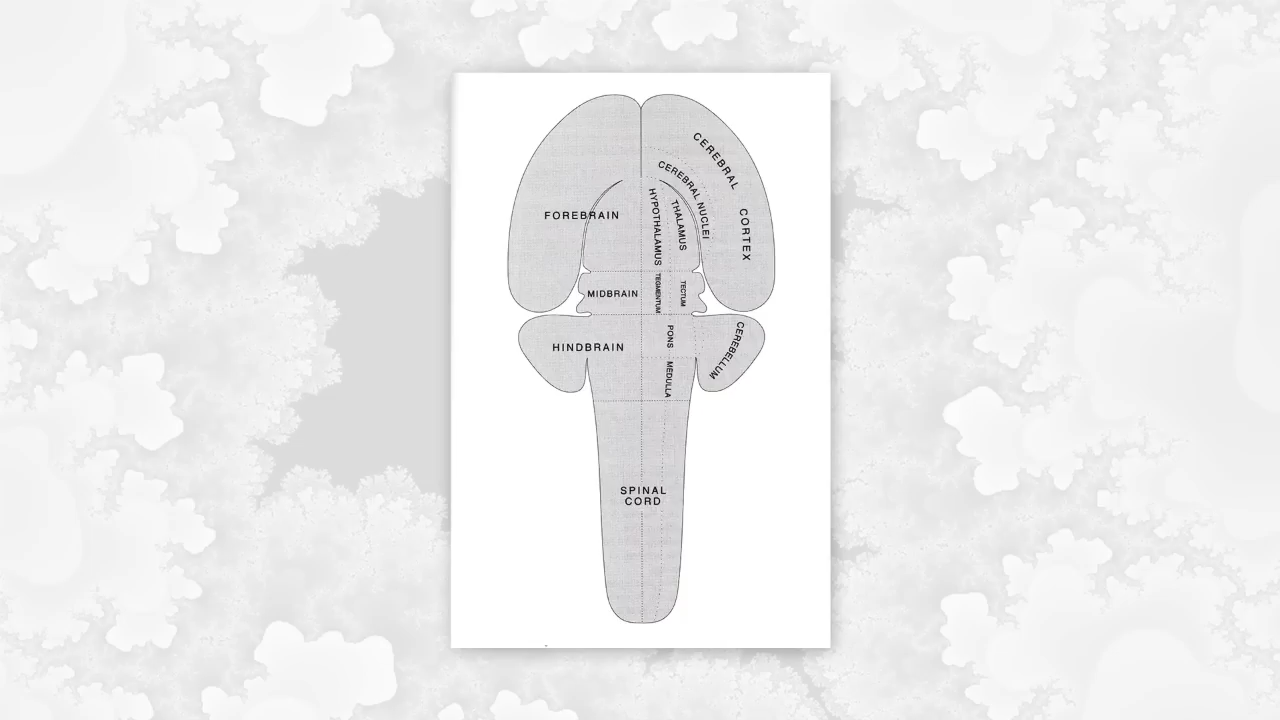 CEREBRAL CORTEX
CEREBRAL NUCLEI
FOREBRAIN
HYPOTHALAMUS
THALAMUS
MIDBRAIN
TEGMENTUM
TECTUM
HINDBRAIN
PONS
CEREBELLUM
MEDULLA
SPINAL
CORD